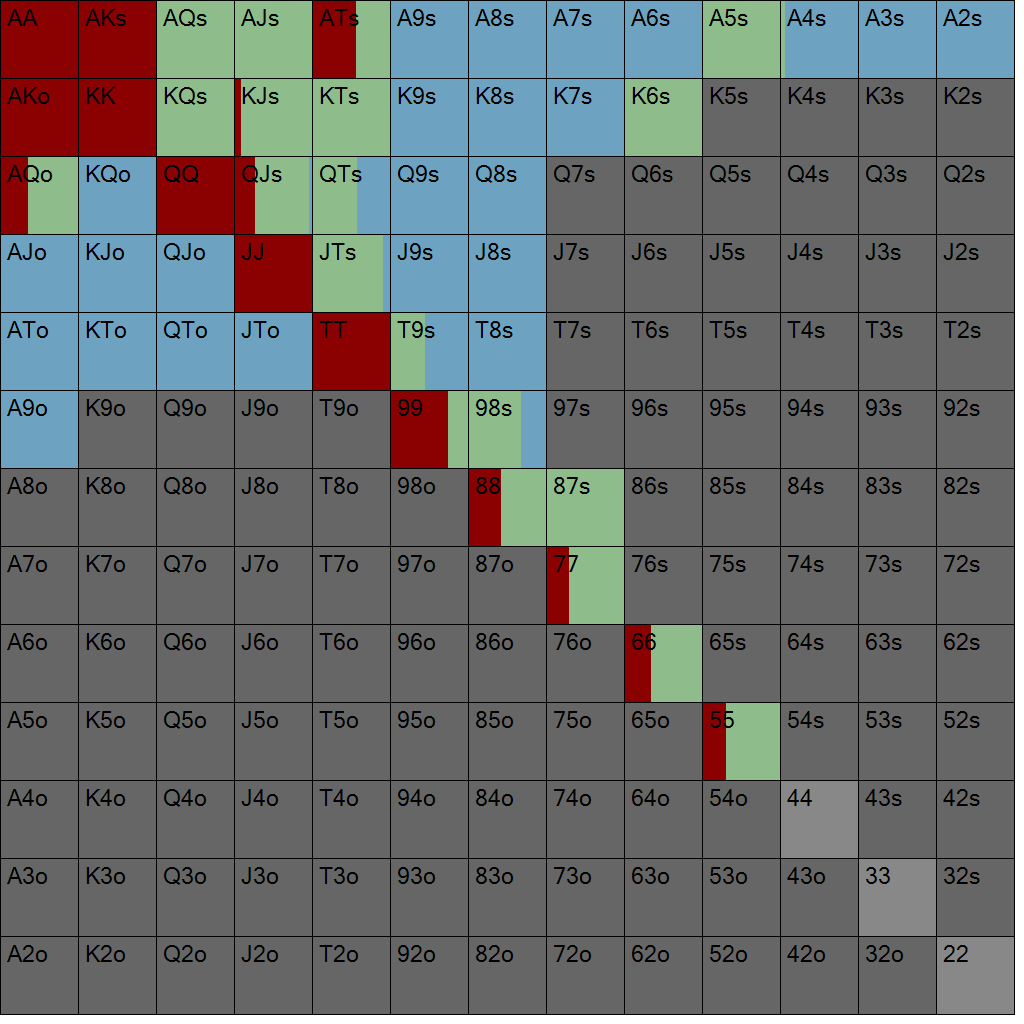 AA AKs AQs AJs ATs A9s A8s A7s A6s A5s A4s A3s A2s
AKo KK KQs KJs KTs K9s K8s K7s K6s K5s K4s K3s K2s
AQo KQo QQ QJs QTs Q9s Q8s Q7s Q6s Q5s Q4s Q3s Q2s
AJo KJo QJo JJ JTs J9s J8s J7s J6s J5s J4s J3s J2s
ATo KTo QTo JTo TT T9s T8s T7s T6s T5s T4s T3s T2s
A9o K9o Q9o J9o T9o 99 98s 97s 96s 95s 94s 93s 92s
A8o K8o Q8o J8o T8o 98o 88 87s 86s 85s 84s 83s 82s
A7o K7o Q7o J7o T7o 97o 87o 77 76s 75s 74s 73s 72s
A6o K6o Q6o J6o T6o 96o 86o 76o 66 65s 64s 63s 62s
A5o K5o Q5o J5o T5o 95o 85o 75o 65o 55 54s 53s 52s
A4o K4o Q4o J4o T4o 94o 84o 74o 64o 54o 44 43s 42s
A3o K3o Q3o J3o T3o 93o 83o 73o 63o 53o 43o 33 32s
A2o K2o Q2o J2o T2o 92o 82o 72o 62o 52o 42o 32o 22